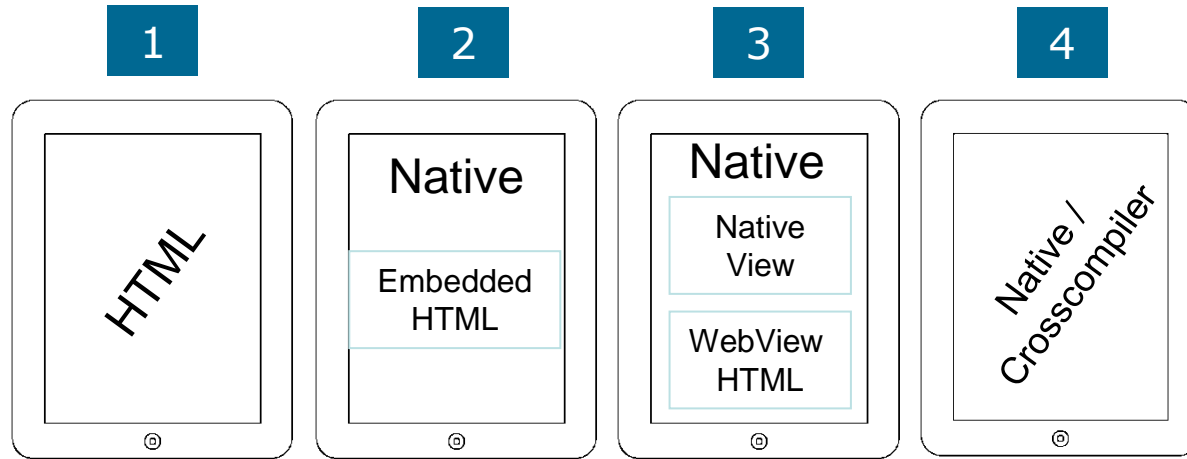 1
2
3
4
HTML
Native
Embedded
HTML
Native
Native
View
WebView
HTML
Native /
Crosscompiler